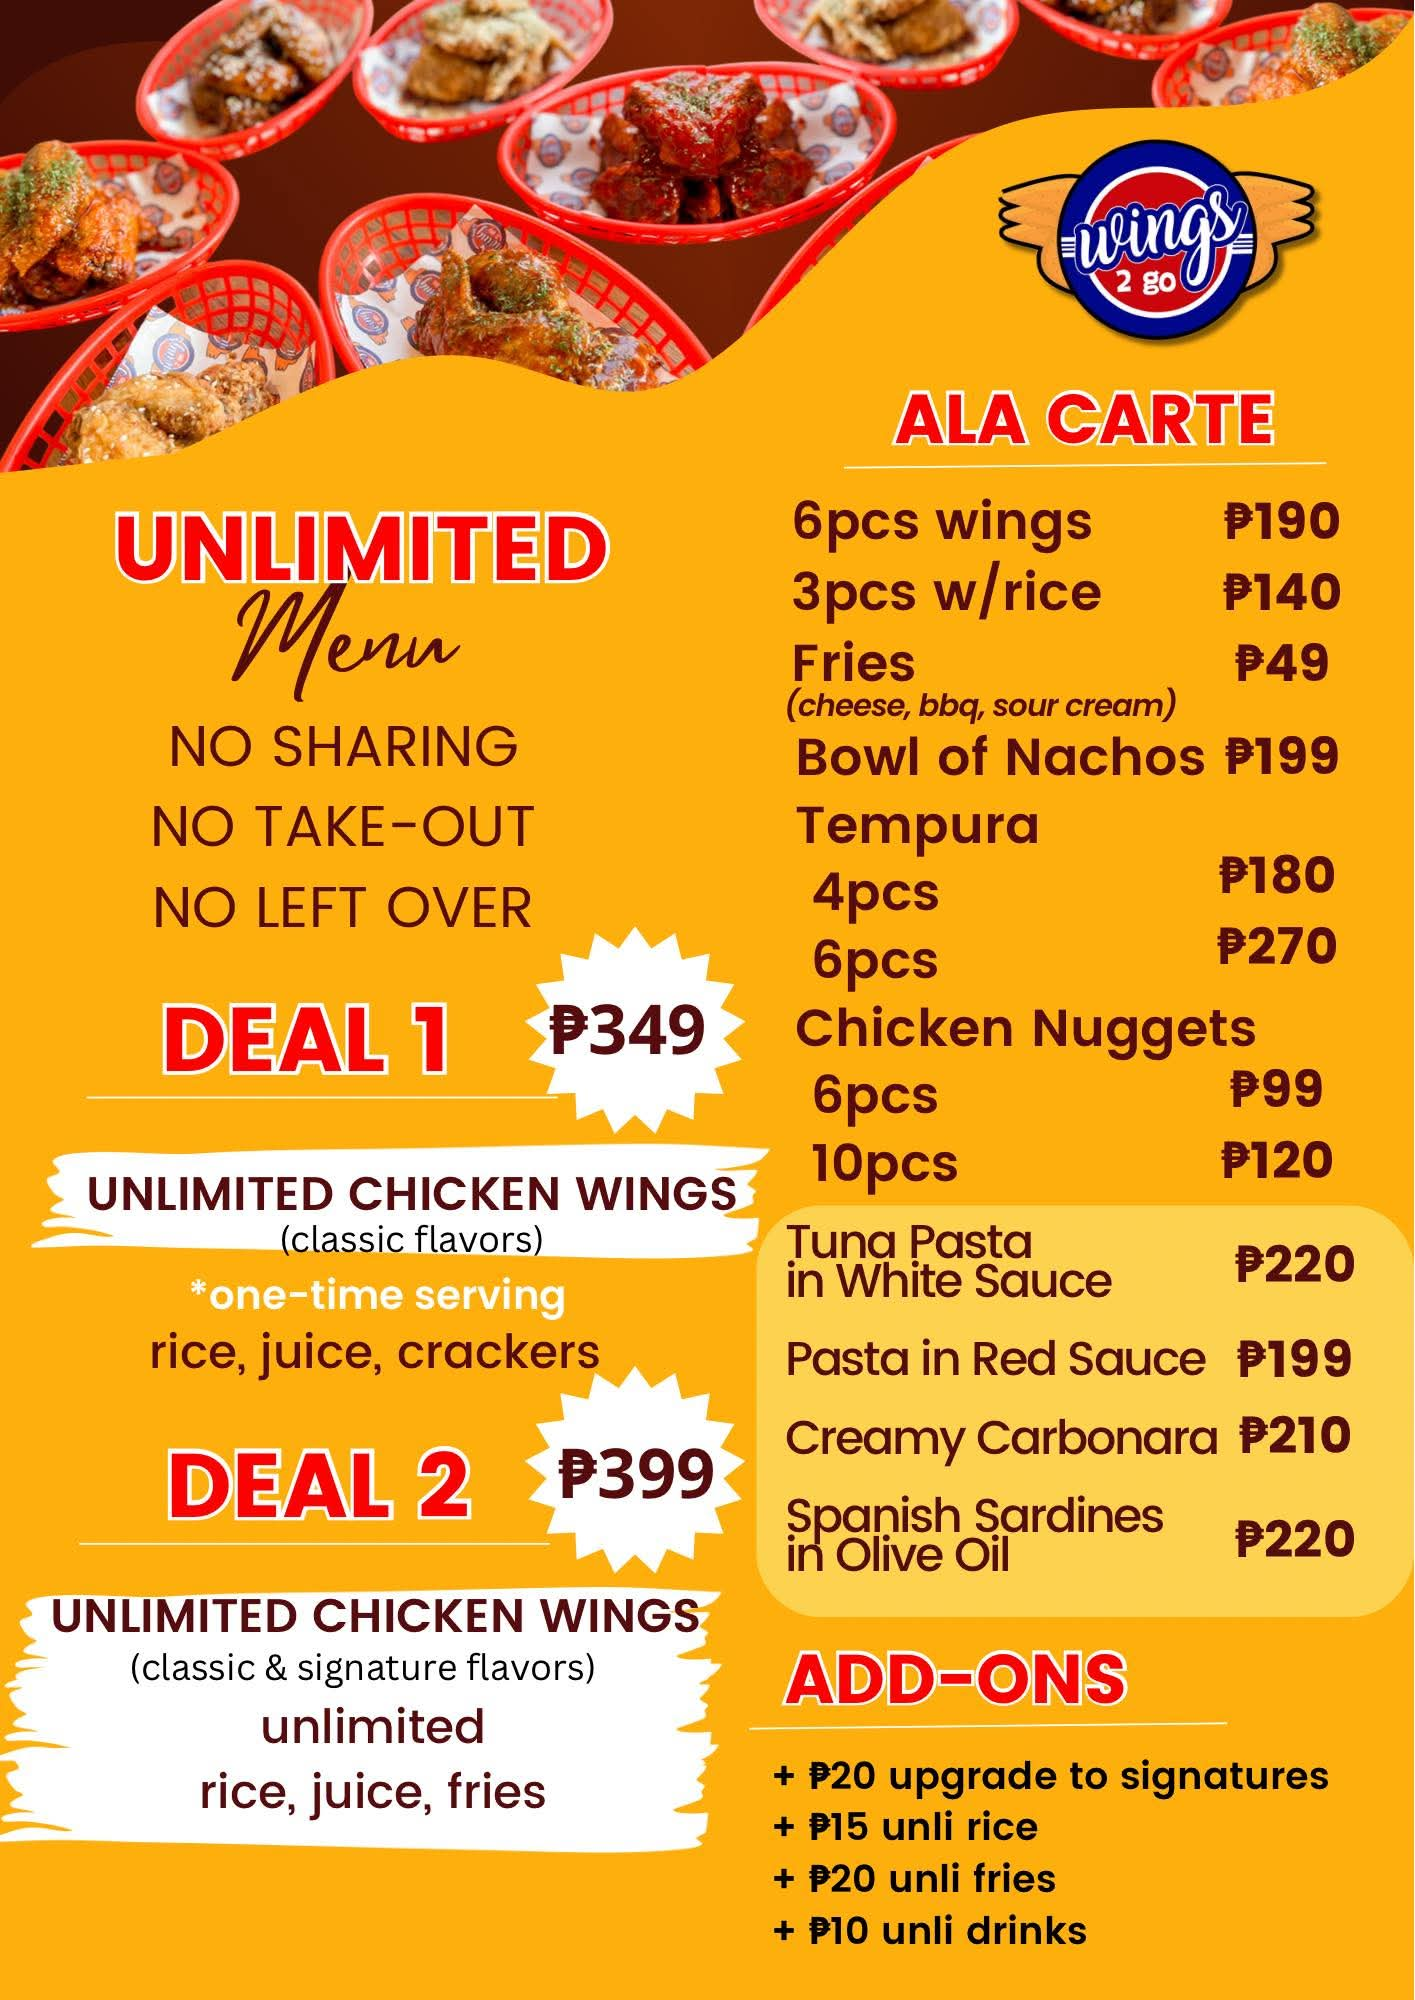 wings
2 go
UNLIMITED
Menu
NO SHARING
NO TAKE-OUT
NO LEFT OVER
DEAL 1
₱349
UNLIMITED CHICKEN WINGS
(classic flavors)
*one-time serving
rice, juice, crackers
DEAL 2
₱399
UNLIMITED CHICKEN WINGS
(classic & signature flavors)
unlimited
rice, juice, fries
ALA CARTE
6pcs wings ₱190
3pcs w/rice ₱140
Fries ₱49
(cheese, bbq, sour cream)
Bowl of Nachos ₱199
Tempura
4pcs ₱180
6pcs ₱270
Chicken Nuggets
6pcs ₱99
10pcs ₱120
Tuna Pasta
in White Sauce ₱220
Pasta in Red Sauce ₱199
Creamy Carbonara ₱210
Spanish Sardines
in Olive Oil ₱220
ADD-ONS
+ ₱20 upgrade to signatures
+ ₱15 unli rice
+ ₱20 unli fries
+ ₱10 unli drinks